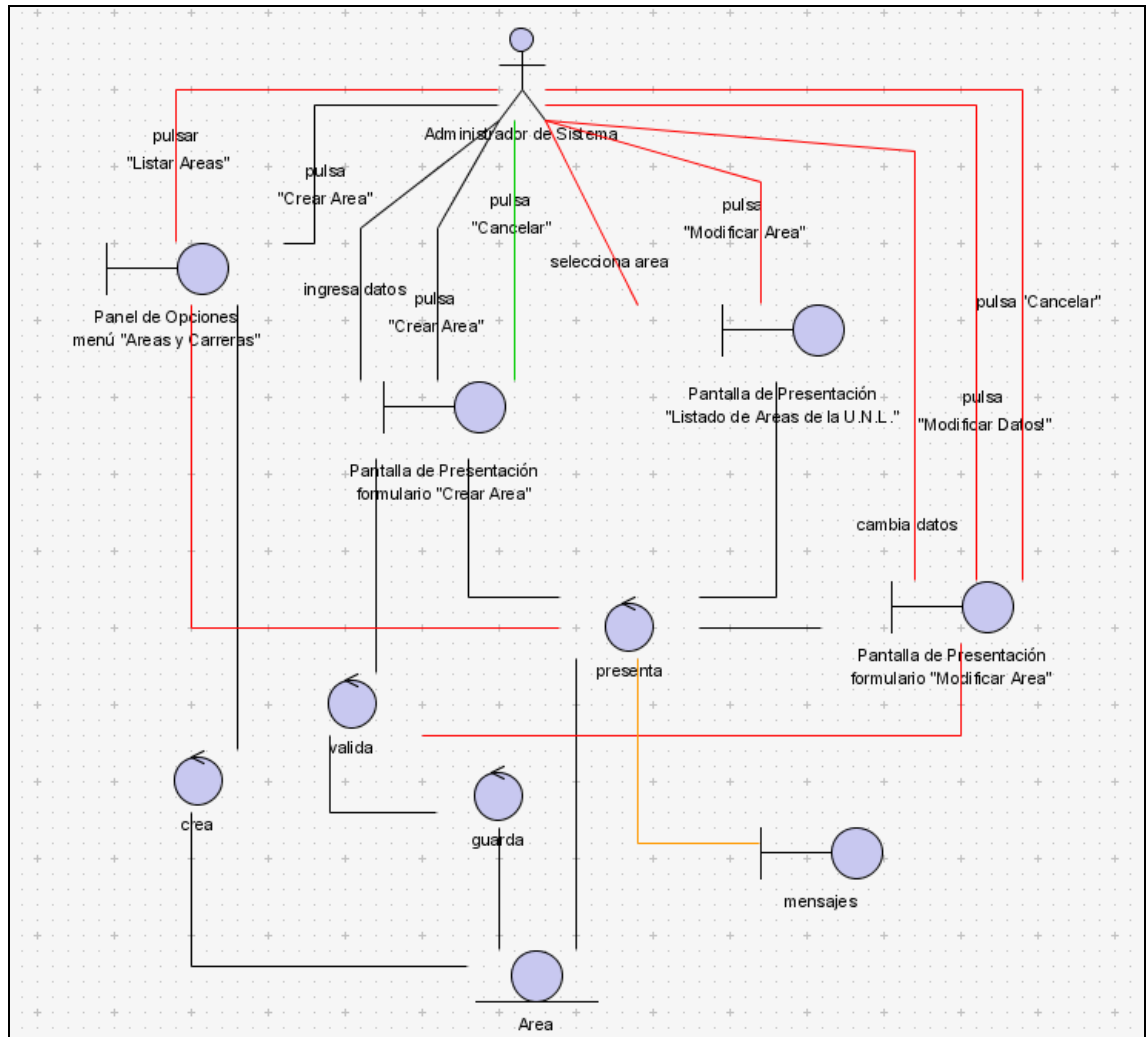 Administrador de Sistema
pulsar
"Listar Areas"
pulsa
"Crear Area"
pulsa
"Cancelar"
pulsa
"Modificar Area"
selecciona area
ingresa datos
pulsa
"Crear Area"
pulsa "Cancelar"
Panel de Opciones
menú "Areas y Carreras"
Pantalla de Presentación
"Listado de Areas de la U.N.L."
pulsa
"Modificar Datos!"
Pantalla de Presentación
formulario "Crear Area"
cambia datos
presenta
Pantalla de Presentación
formulario "Modificar Area"
valida
crea
guarda
mensajes
Area